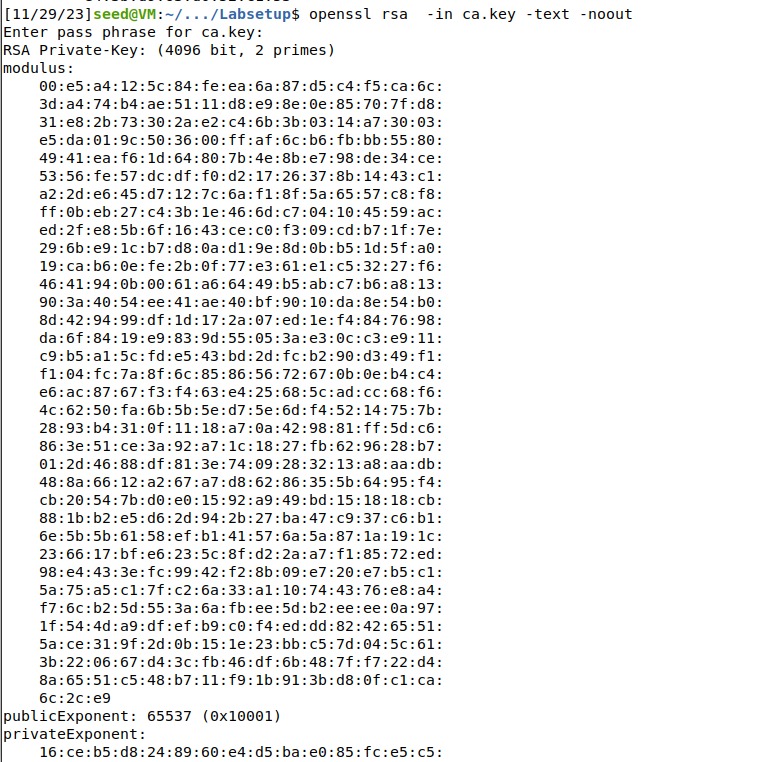 [11/29/23]seed@VM:~/.../Labsetup$ openssl rsa  -in ca.key -text -noout
Enter pass phrase for ca.key:
RSA Private-Key: (4096 bit, 2 primes)
modulus:
    00:e5:a4:12:5c:84:fe:ea:6a:87:d5:c4:f5:ca:6c:
    3d:a4:74:b4:ae:51:11:d8:e9:8e:0e:85:70:7f:d8:
    31:e8:2b:73:30:2a:e2:c4:6b:3b:03:14:a7:30:03:
    e5:da:01:9c:50:36:00:ff:af:6c:b6:fb:bb:55:80:
    49:41:ea:f6:1d:64:80:7b:4e:8b:e7:98:de:34:ce:
    53:56:fe:57:dc:df:f0:d2:17:26:37:8b:14:43:c1:
    a2:2d:e6:45:d7:12:7c:6a:f1:8f:5a:65:57:c8:f8:
    ff:0b:eb:27:c4:3b:1e:46:6d:c7:04:10:45:59:ac:
    ed:2f:e8:5b:6f:16:43:ce:c0:f3:09:cd:b7:1f:7e:
    29:6b:e9:1c:b7:d8:0a:d1:9e:8d:0b:b5:1d:5f:a0:
    19:ca:b6:0e:fe:2b:0f:77:e3:61:e1:c5:32:27:f6:
    46:41:94:0b:00:61:a6:64:49:b5:ab:c7:b6:a8:13:
    90:3a:40:54:ee:41:ae:40:bf:90:10:da:8e:54:b0:
    8d:42:94:99:df:1d:17:2a:07:ed:1e:f4:84:76:98:
    da:6f:84:19:e9:83:9d:55:05:3a:e3:0c:c3:e9:11:
    c9:b5:a1:5c:fd:e5:43:bd:2d:fc:b2:90:d3:49:f1:
    f1:04:fc:7a:8f:6c:85:86:56:72:67:0b:0e:b4:c4:
    e6:ac:87:67:f3:f4:63:e4:25:68:5c:ad:cc:68:f6:
    4c:62:50:fa:6b:5b:5e:d7:5e:6d:f4:52:14:75:7b:
    28:93:b4:31:0f:11:18:a7:0a:42:98:81:ff:5d:c6:
    86:3e:51:ce:3a:92:a7:1c:18:27:fb:62:96:28:b7:
    01:2d:46:88:df:81:3e:74:09:28:32:13:a8:aa:db:
    48:8a:66:12:a2:67:a7:d8:62:86:35:5b:64:95:f4:
    cb:20:54:7b:d0:e0:15:92:a9:49:bd:15:18:18:cb:
    88:1b:b2:e5:d6:2d:94:2b:27:ba:47:c9:37:c6:b1:
    6e:5b:5b:61:58:ef:b1:41:57:6a:5a:87:1a:19:1c:
    23:66:17:bf:e6:23:5c:8f:d2:2a:a7:f1:85:72:ed:
    98:e4:43:3e:fc:99:42:f2:8b:09:e7:20:e7:b5:c1:
    5a:75:a5:c1:7f:c2:6a:33:a1:10:74:43:76:e8:a4:
    f7:6c:b2:5d:55:3a:6a:fb:ee:5d:b2:ee:ee:0a:97:
    1f:54:4d:a9:df:ef:b9:c0:f4:ed:dd:82:42:65:51:
    5a:ce:31:9f:2d:0b:15:1e:23:bb:c5:7d:04:5c:61:
    3b:22:06:67:d4:3c:fb:46:df:6b:48:7f:f7:22:d4:
    8a:65:51:c5:48:b7:11:f9:1b:91:3b:d8:0f:c1:ca:
    6c:2c:e9
publicExponent: 65537 (0x10001)
privateExponent:
    16:ce:b5:d8:24:89:60:e4:d5:ba:e0:85:fc:e5:c5: